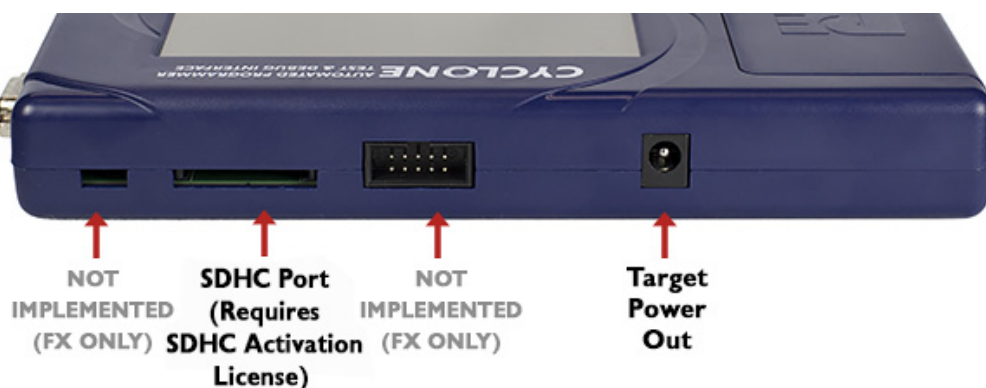 CYCLONE AUTOMATED PROGRAMMER
TEST & DEBUG INTERFACE
NOT
IMPLEMENTED
(FX ONLY)
SDHC Port
(Requires
SDHC Activation
License)
NOT
IMPLEMENTED
(FX ONLY)
Target
Power
Out